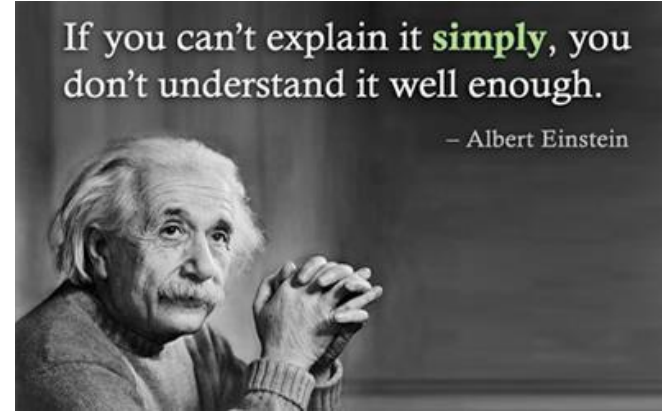 If you can’t explain it simply, you
don’t understand it well enough.
– Albert Einstein